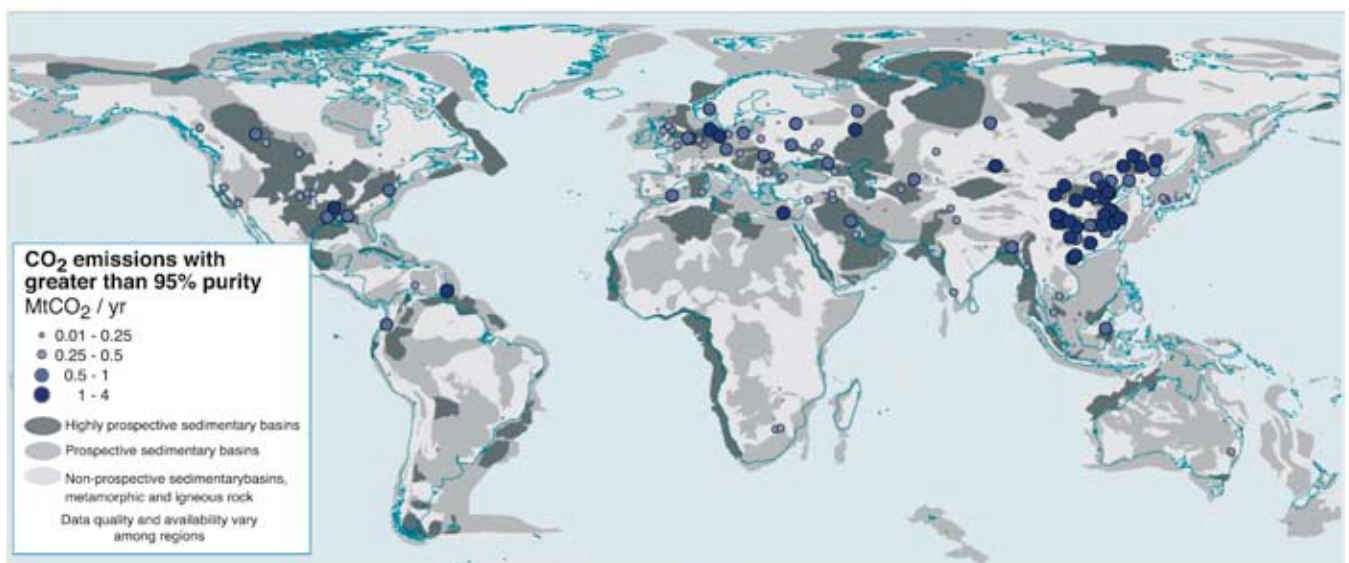 CO₂ emissions with
greater than 95% purity
MtCO₂ / yr
0.01 - 0.25
0.25 - 0.5
0.5 - 1
1 - 4
Highly prospective sedimentary basins
Prospective sedimentary basins
Non-prospective sedimentarybasins,
metamorphic and igneous rock
Data quality and availability vary
among regions